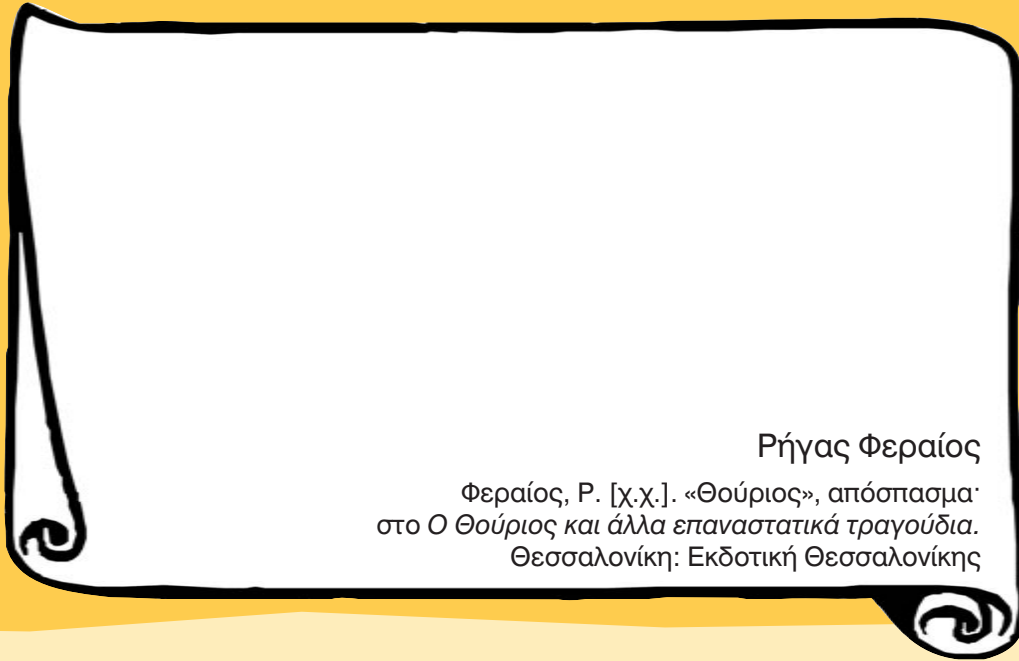 Ρήγας Φεραίος
Φεραίος, Ρ. [χ.χ.]. «Θούριος», απόσπασμα·
στο Ο Θούριος και άλλα επαναστατικά τραγούδια.
Θεσσαλονίκη: Εκδοτική Θεσσαλονίκης